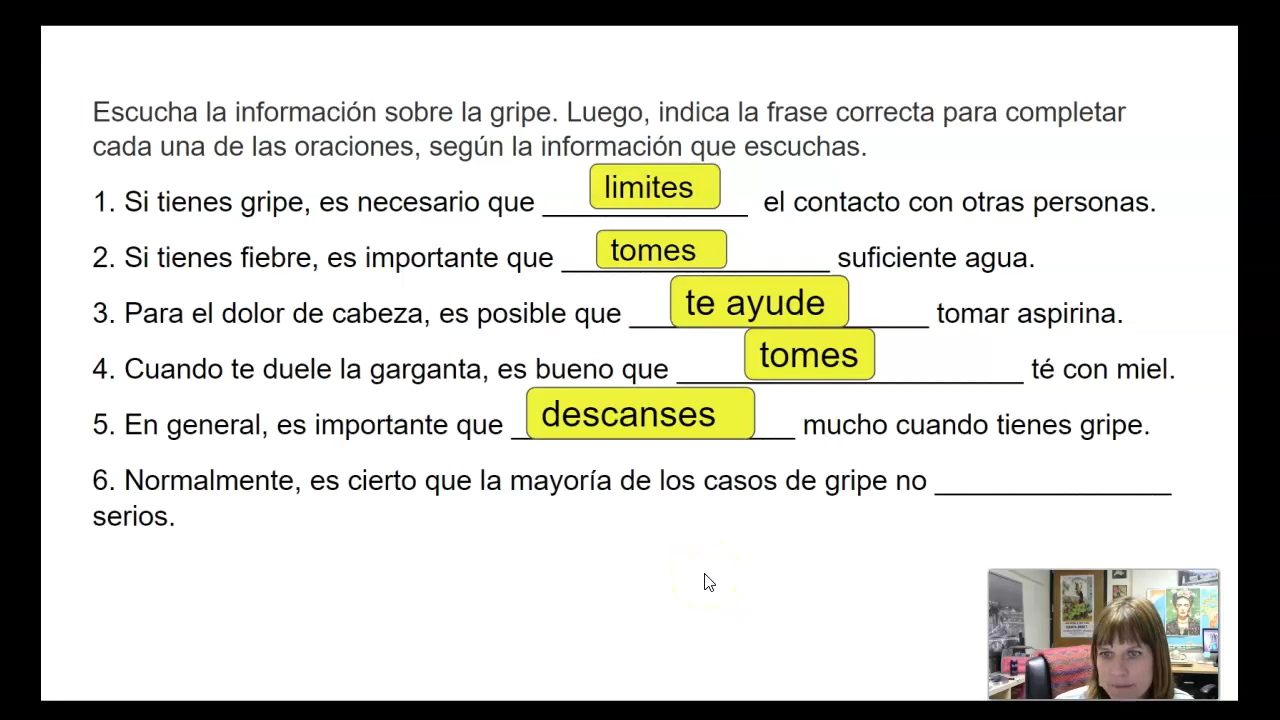 Escucha la información sobre la gripe. Luego, indica la frase correcta para completar
cada una de las oraciones, según la información que escuchas.
1. Si tienes gripe, es necesario que limites el contacto con otras personas.
2. Si tienes fiebre, es importante que tomes suficiente agua.
3. Para el dolor de cabeza, es posible que te ayude tomar aspirina.
4. Cuando te duele la garganta, es bueno que tomes té con miel.
5. En general, es importante que descanses mucho cuando tienes gripe.
6. Normalmente, es cierto que la mayoría de los casos de gripe no _______________
serios.